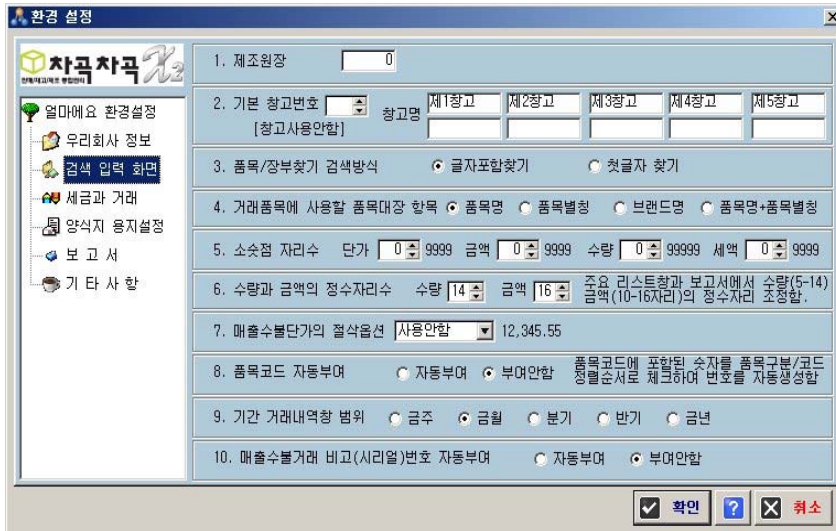 환경 설정
차곡차곡 X2
판매/재고/제조 통합관리
얼마에요 환경설정
우리회사 정보
검색 입력 화면
세금과 거래
양식지 용지설정
보 고 서
기 타 사 항
1. 제조원장 0
2. 기본 창고번호 창고명 제1창고 제2창고 제3창고 제4창고 제5창고
[창고사용안함]
3. 품목/장부찾기 검색방식 글자포함찾기 첫글자 찾기
4. 거래품목에 사용할 품목대장 항목 품목명 품목별칭 브랜드명 품목명+품목별칭
5. 소숫점 자리수 단가 0 9999 금액 0 9999 수량 0 99999 세액 0 9999
6. 수량과 금액의 정수자리수 수량 14 금액 16 주요 리스트창과 보고서에서 수량(5-14)
금액(10-16자리)의 정수자리 조정함.
7. 매출수불단가의 절삭옵션 사용안함 12,345.55
8. 품목코드 자동부여 자동부여 부여안함 품목코드에 포함된 숫자를 품목구분/코드
정렬순서로 체크하여 번호를 자동생성함
9. 기간 거래내역창 범위 금주 금월 분기 반기 금년
10. 매출수불거래 비고(시리얼)번호 자동부여 자동부여 부여안함
확인 ? 취소